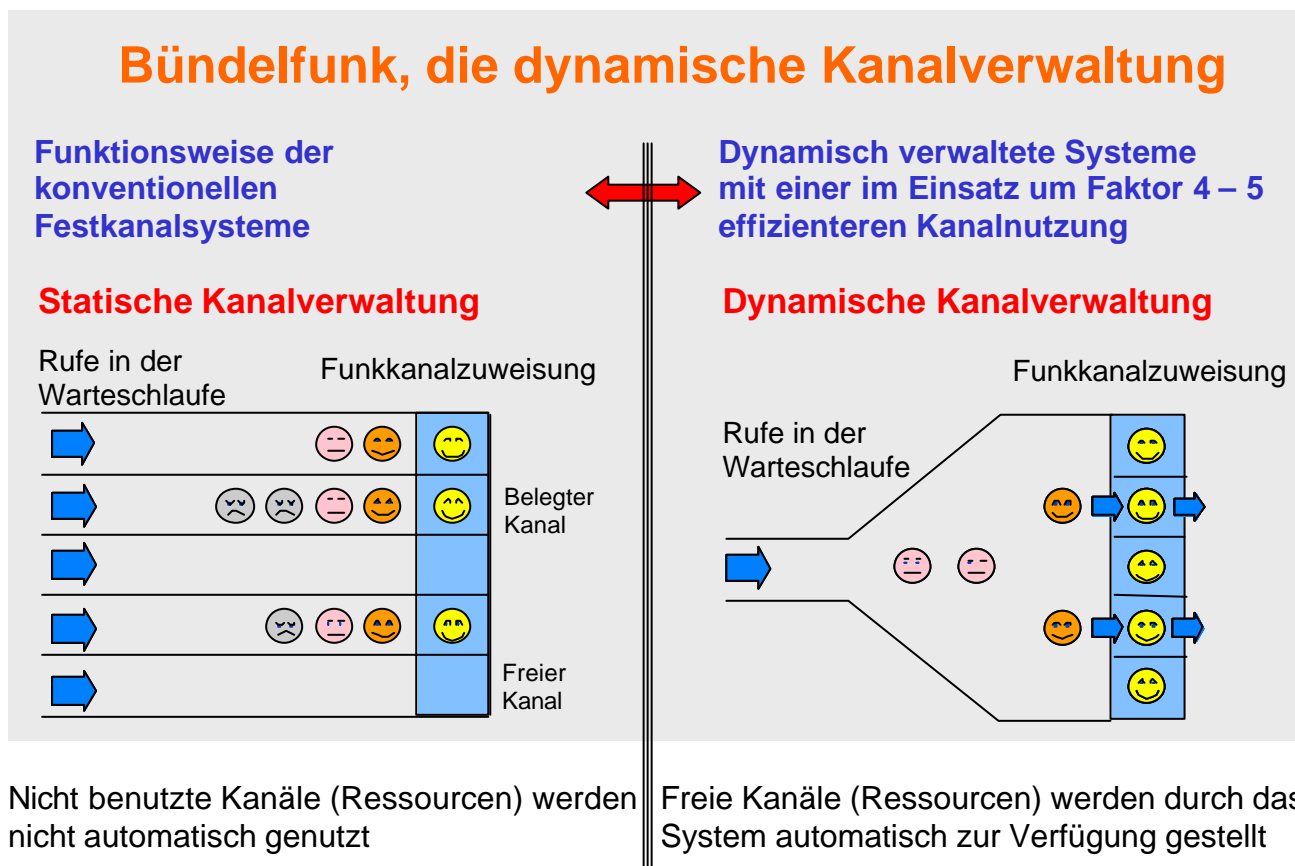 Bündelfunk, die dynamische Kanalverwaltung
Funktionsweise der
konventionellen
Festkanalsysteme
Statische Kanalverwaltung
Rufe in der
Warteschlaufe
Funkkanalzuweisung
Belegter
Kanal
Freier
Kanal
Nicht benutzte Kanäle (Ressourcen) werden
nicht automatisch genutzt
Dynamisch verwaltete Systeme
mit einer im Einsatz um Faktor 4 – 5
effizienteren Kanalnutzung
Dynamische Kanalverwaltung
Funkkanalzuweisung
Rufe in der
Warteschlaufe
Freie Kanäle (Ressourcen) werden durch das
System automatisch zur Verfügung gestellt